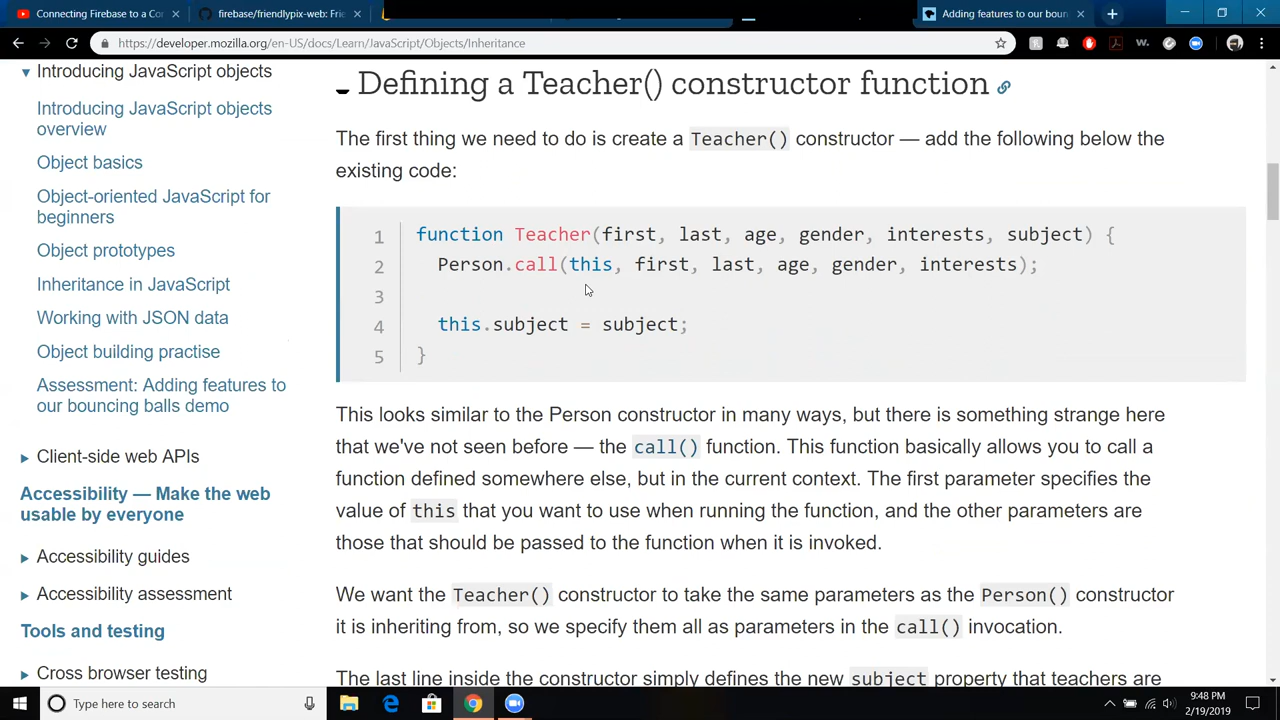 Connecting Firebase to a Co
firebase/friendlypix-web: Frie
Adding features to our boun
https://developer.mozilla.org/en-US/docs/Learn/JavaScript/Objects/Inheritance
Introducing JavaScript objects
Introducing JavaScript objects
overview
Object basics
Object-oriented JavaScript for
beginners
Object prototypes
Inheritance in JavaScript
Working with JSON data
Object building practise
Assessment: Adding features to
our bouncing balls demo
Client-side web APIs
Accessibility — Make the web
usable by everyone
Accessibility guides
Accessibility assessment
Tools and testing
Cross browser testing
Defining a Teacher() constructor function
The first thing we need to do is create a Teacher() constructor — add the following below the
existing code:
1 function Teacher(first, last, age, gender, interests, subject) {
2 Person.call(this, first, last, age, gender, interests);
3
4 this.subject = subject;
5 }
This looks similar to the Person constructor in many ways, but there is something strange here
that we've not seen before — the call() function. This function basically allows you to call a
function defined somewhere else, but in the current context. The first parameter specifies the
value of this that you want to use when running the function, and the other parameters are
those that should be passed to the function when it is invoked.
We want the Teacher() constructor to take the same parameters as the Person() constructor
it is inheriting from, so we specify them all as parameters in the call() invocation.
The last line inside the constructor simply defines the new subject property that teachers are
Type here to search
9:48 PM
2/19/2019